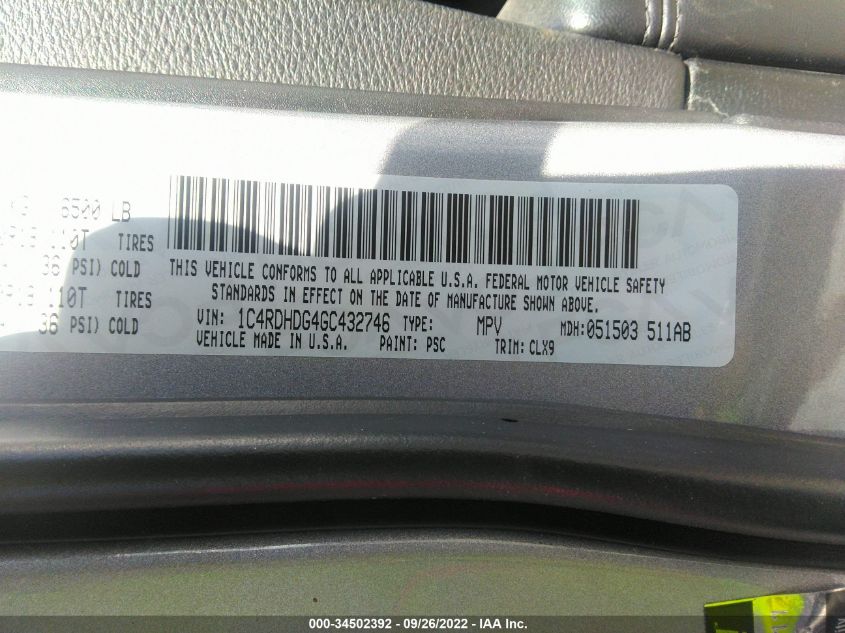 6500 LB
110T TIRES
36 PSI) COLD
110T TIRES
36 PSI) COLD
THIS VEHICLE CONFORMS TO ALL APPLICABLE U.S.A. FEDERAL MOTOR VEHICLE SAFETY
STANDARDS IN EFFECT ON THE DATE OF MANUFACTURE SHOWN ABOVE.
VIN: 1C4RDHDG4GC432746 TYPE: MPV MDH:051503 511AB
VEHICLE MADE IN U.S.A. PAINT: PSC TRIM: CLX9
000-34502392 - 09/26/2022 - IAA Inc.